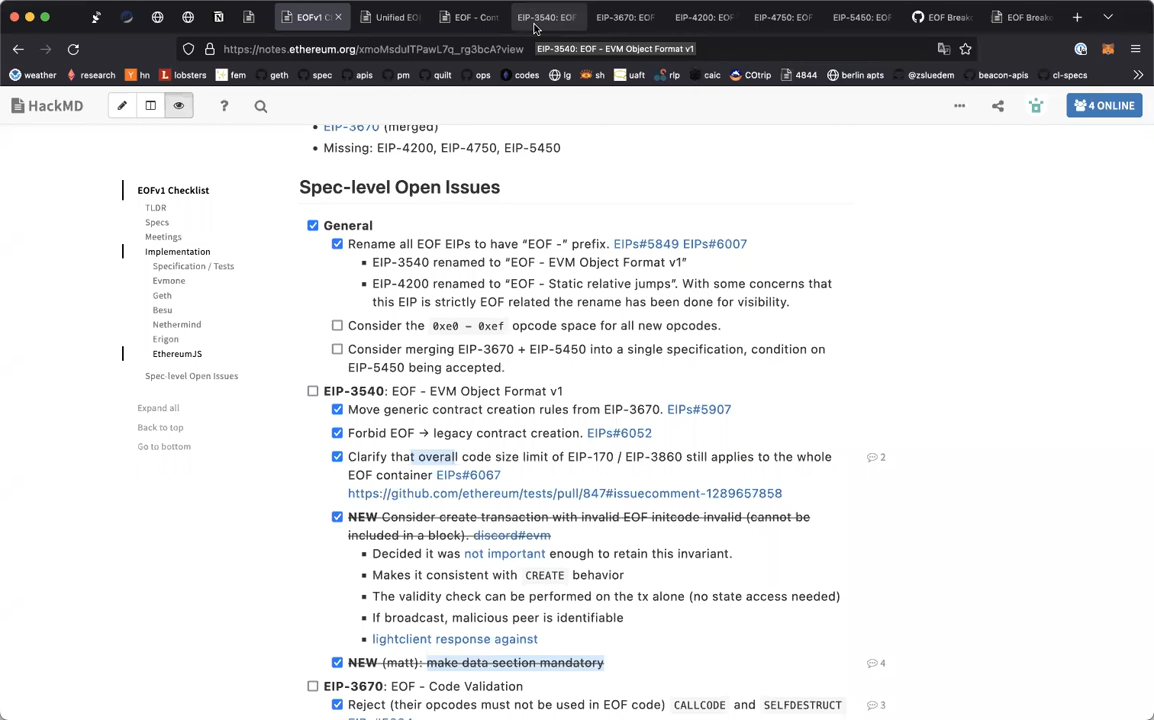 EOFv1 C
Unified EO
EOF - Cont
EIP-3540: EOF
EIP-3670: EOF
EIP-4200: EOF
EIP-4750: EOF
EIP-5450: EOF
EOF Break
EOF Break
https://notes.ethereum.org/xmoMsduITPawL7q_rg3bcA?view
EIP-3540: EOF - EVM Object Format v1
weather
research
hn
lobsters
fem
geth
spec
apis
pm
quilt
ops
codes
lg
sh
uaft
rlp
caic
COtrip
4844
berlin apts
@zsluedem
beacon-apis
cl-specs
HackMD
4 ONLINE
EIP-3670 (merged)
Missing: EIP-4200, EIP-4750, EIP-5450
EOFv1 Checklist
TLDR
Specs
Meetings
Implementation
Specification / Tests
Evmone
Geth
Besu
Nethermind
Erigon
EthereumJS
Spec-level Open Issues
Expand all
Back to top
Go to bottom
Spec-level Open Issues
General
Rename all EOF EIPs to have “EOF -” prefix. EIPs#5849 EIPs#6007
EIP-3540 renamed to “EOF - EVM Object Format v1”
EIP-4200 renamed to “EOF - Static relative jumps”. With some concerns that
this EIP is strictly EOF related the rename has been done for visibility.
Consider the 0xe0 - 0xef opcode space for all new opcodes.
Consider merging EIP-3670 + EIP-5450 into a single specification, condition on
EIP-5450 being accepted.
EIP-3540: EOF - EVM Object Format v1
Move generic contract creation rules from EIP-3670. EIPs#5907
Forbid EOF → legacy contract creation. EIPs#6052
Clarify that overall code size limit of EIP-170 / EIP-3860 still applies to the whole
EOF container EIPs#6067
https://github.com/ethereum/tests/pull/847#issuecomment-1289657858
2
NEW Consider create transaction with invalid EOF initcode invalid (cannot be
included in a block). discord#evm
Decided it was not important enough to retain this invariant.
Makes it consistent with CREATE behavior
The validity check can be performed on the tx alone (no state access needed)
If broadcast, malicious peer is identifiable
lightclient response against
NEW (matt): make data section mandatory
4
EIP-3670: EOF - Code Validation
Reject (their opcodes must not be used in EOF code) CALLCODE and SELFDESTRUCT
3